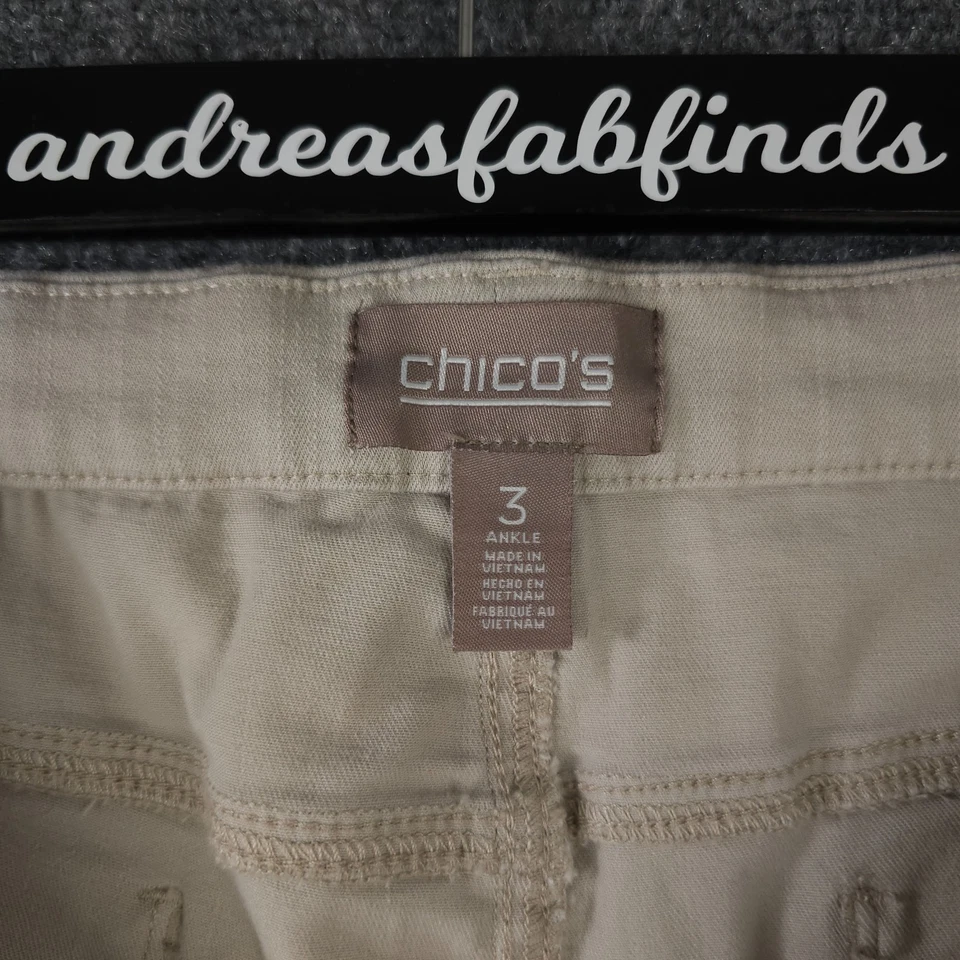 andreasfabfinds
chico's
3
ANKLE
MADE IN
VIETNAM
HECHO EN
VIETNAM
FABRIQUÉ AU
VIETNAM